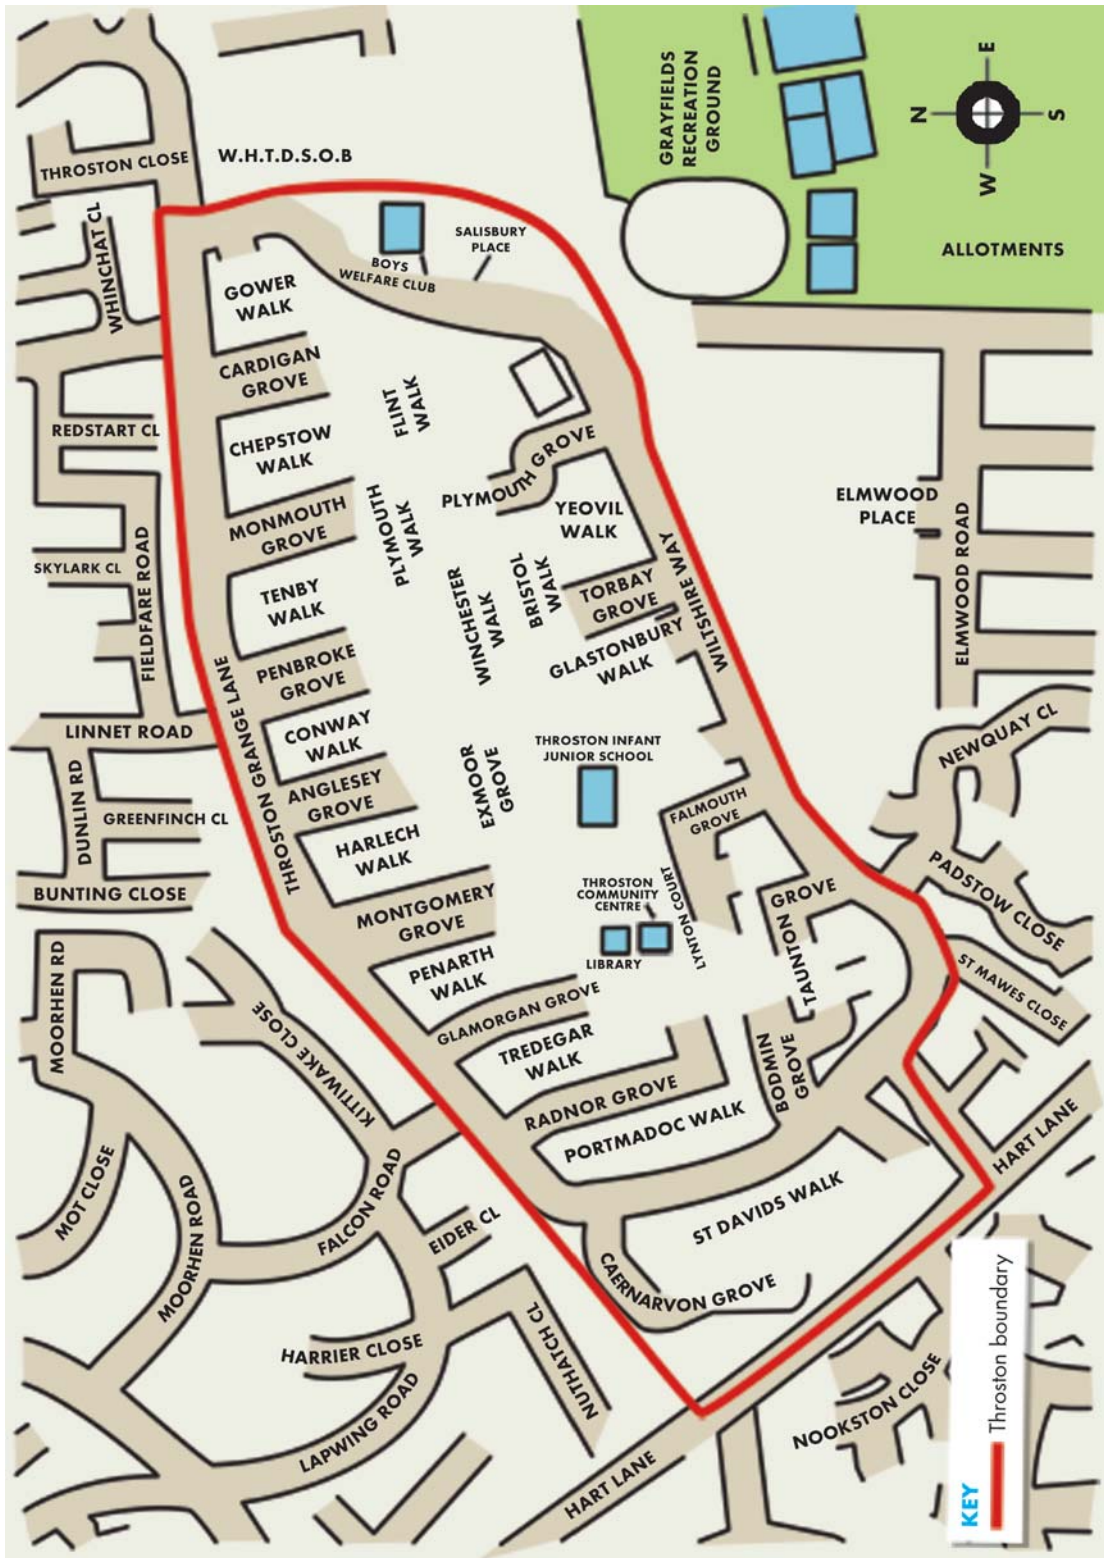 THROSTON CLOSE
W.H.T.D.S.O.B
GRAYFIELDS
RECREATION
GROUND
N
E
S
W
ALLOTMENTS
WHINCHAT CL
SALISBURY
PLACE
BOYS
WELFARE CLUB
GOWER
WALK
CARDIGAN
GROVE
FLINT
WALK
REDSTART CL
CHEPSTOW
WALK
PLYMOUTH GROVE
ELMWOOD
PLACE
MONMOUTH
GROVE
PLYMOUTH
WALK
YEOVIL
WALK
SKYLARK CL
FIELDFARE ROAD
TENBY
WALK
WINCHESTER
WALK
BRISTOL
WALK
TORBAY
GROVE
WILTSHIRE WAY
ELMWOOD ROAD
GLASTONBURY
WALK
PENBROKE
GROVE
LINNET ROAD
THROSTON GRANGE LANE
CONWAY
WALK
NEWQUAY CL
EXMOOR
GROVE
THROSTON INFANT
JUNIOR SCHOOL
DUNLIN RD
GREENFINCH CL
ANGLESEY
GROVE
FALMOUTH
GROVE
HARLECH
WALK
BUNTING CLOSE
PADSTOW CLOSE
MONTGOMERY
GROVE
THROSTON
COMMUNITY
CENTRE
LYNTON COURT
TAUNTON GROVE
LIBRARY
PENARTH
WALK
ST MAWES CLOSE
MOORHEN RD
GLAMORGAN GROVE
KITTIWAKE CLOSE
TREDEGAR
WALK
BODMIN
GROVE
RADNOR GROVE
PORTMADOC WALK
HART LANE
MOT CLOSE
MOORHEN ROAD
FALCON ROAD
EIDER CL
ST DAVIDS WALK
CAERNARVON GROVE
HARRIER CLOSE
NUTHATCH CL
LAPWING ROAD
NOOKSTON CLOSE
HART LANE
KEY
Throston boundary